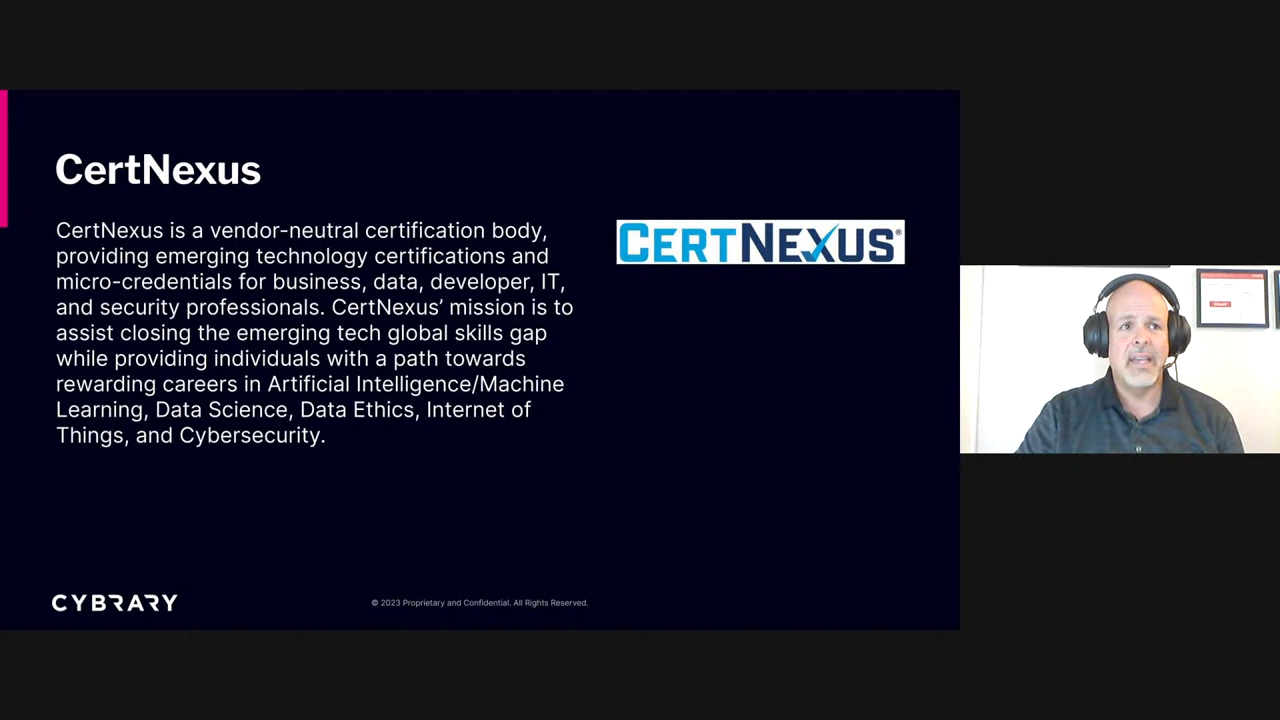 CertNexus
CertNexus is a vendor-neutral certification body,
providing emerging technology certifications and
micro-credentials for business, data, developer, IT,
and security professionals. CertNexus’ mission is to
assist closing the emerging tech global skills gap
while providing individuals with a path towards
rewarding careers in Artificial Intelligence/Machine
Learning, Data Science, Data Ethics, Internet of
Things, and Cybersecurity.
CERTNEXUS®
CYBRARY
© 2023 Proprietary and Confidential. All Rights Reserved.